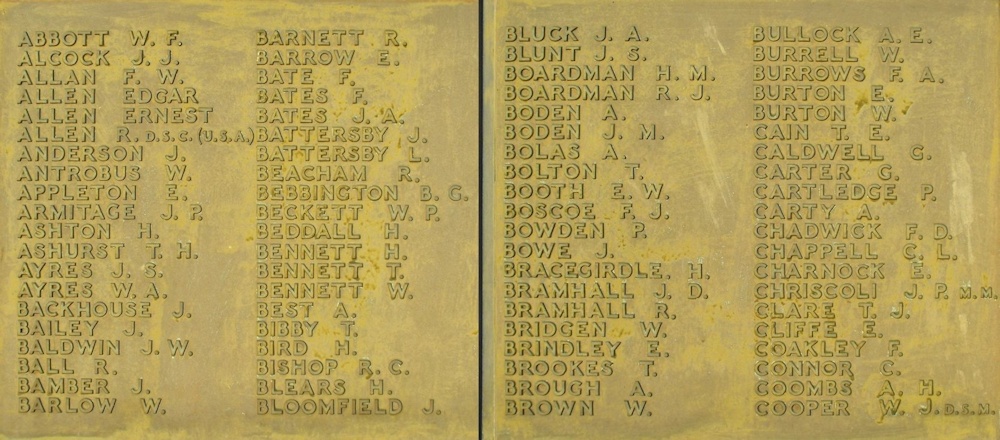 ABBOTT W. F.
ALCOCK J. J.
ALLAN F. W.
ALLEN EDGAR
ALLEN ERNEST
ALLEN R. D.S.C. (U.S.A.)
ANDERSON J.
ANTROBUS W.
APPLETON E.
ARMITAGE J. P.
ASHTON H.
ASHURST T. H.
AYRES J. S.
AYRES W. A.
BACKHOUSE J.
BAILEY J.
BALDWIN J. W.
BALL R.
BAMBER J.
BARLOW W.
BARNETT R.
BARROW E.
BATE F.
BATES F.
BATES J. A.
BATTERSBY J.
BATTERSBY L.
BEACHAM R.
BEBBINGTON B. G.
BECKETT W. P.
BEDDALL H.
BENNETT H.
BENNETT T.
BENNETT W.
BEST A.
BIBBY T.
BIRD H.
BISHOP R. C.
BLEARS H.
BLOOMFIELD J.
BLUCK J. A.
BLUNT J. S.
BOARDMAN H. M.
BOARDMAN R. J.
BODEN A.
BODEN J. M.
BOLAS A.
BOLTON T.
BOOTH E. W.
BOSCOE F. J.
BOWDEN P.
BOWE J.
BRACEGIRDLE, H.
BRAMHALL J. D.
BRAMHALL R.
BRIDGEN W.
BRINDLEY E.
BROOKES T.
BROUGH A.
BROWN W.
BULLOCK A. E.
BURRELL W.
BURROWS F. A.
BURTON E.
BURTON W.
CAIN T. E.
CALDWELL G.
CARTER G.
CARTLEDGE P.
CARTY A.
CHADWICK F. D.
CHAPPELL C. L.
CHARNOCK E.
CHRISCOLI J. P. M.M.
CLARE T. J.
CLIFFE E.
COAKLEY F.
CONNOR C.
COOMBS A. H.
COOPER W. J. D.S.M.